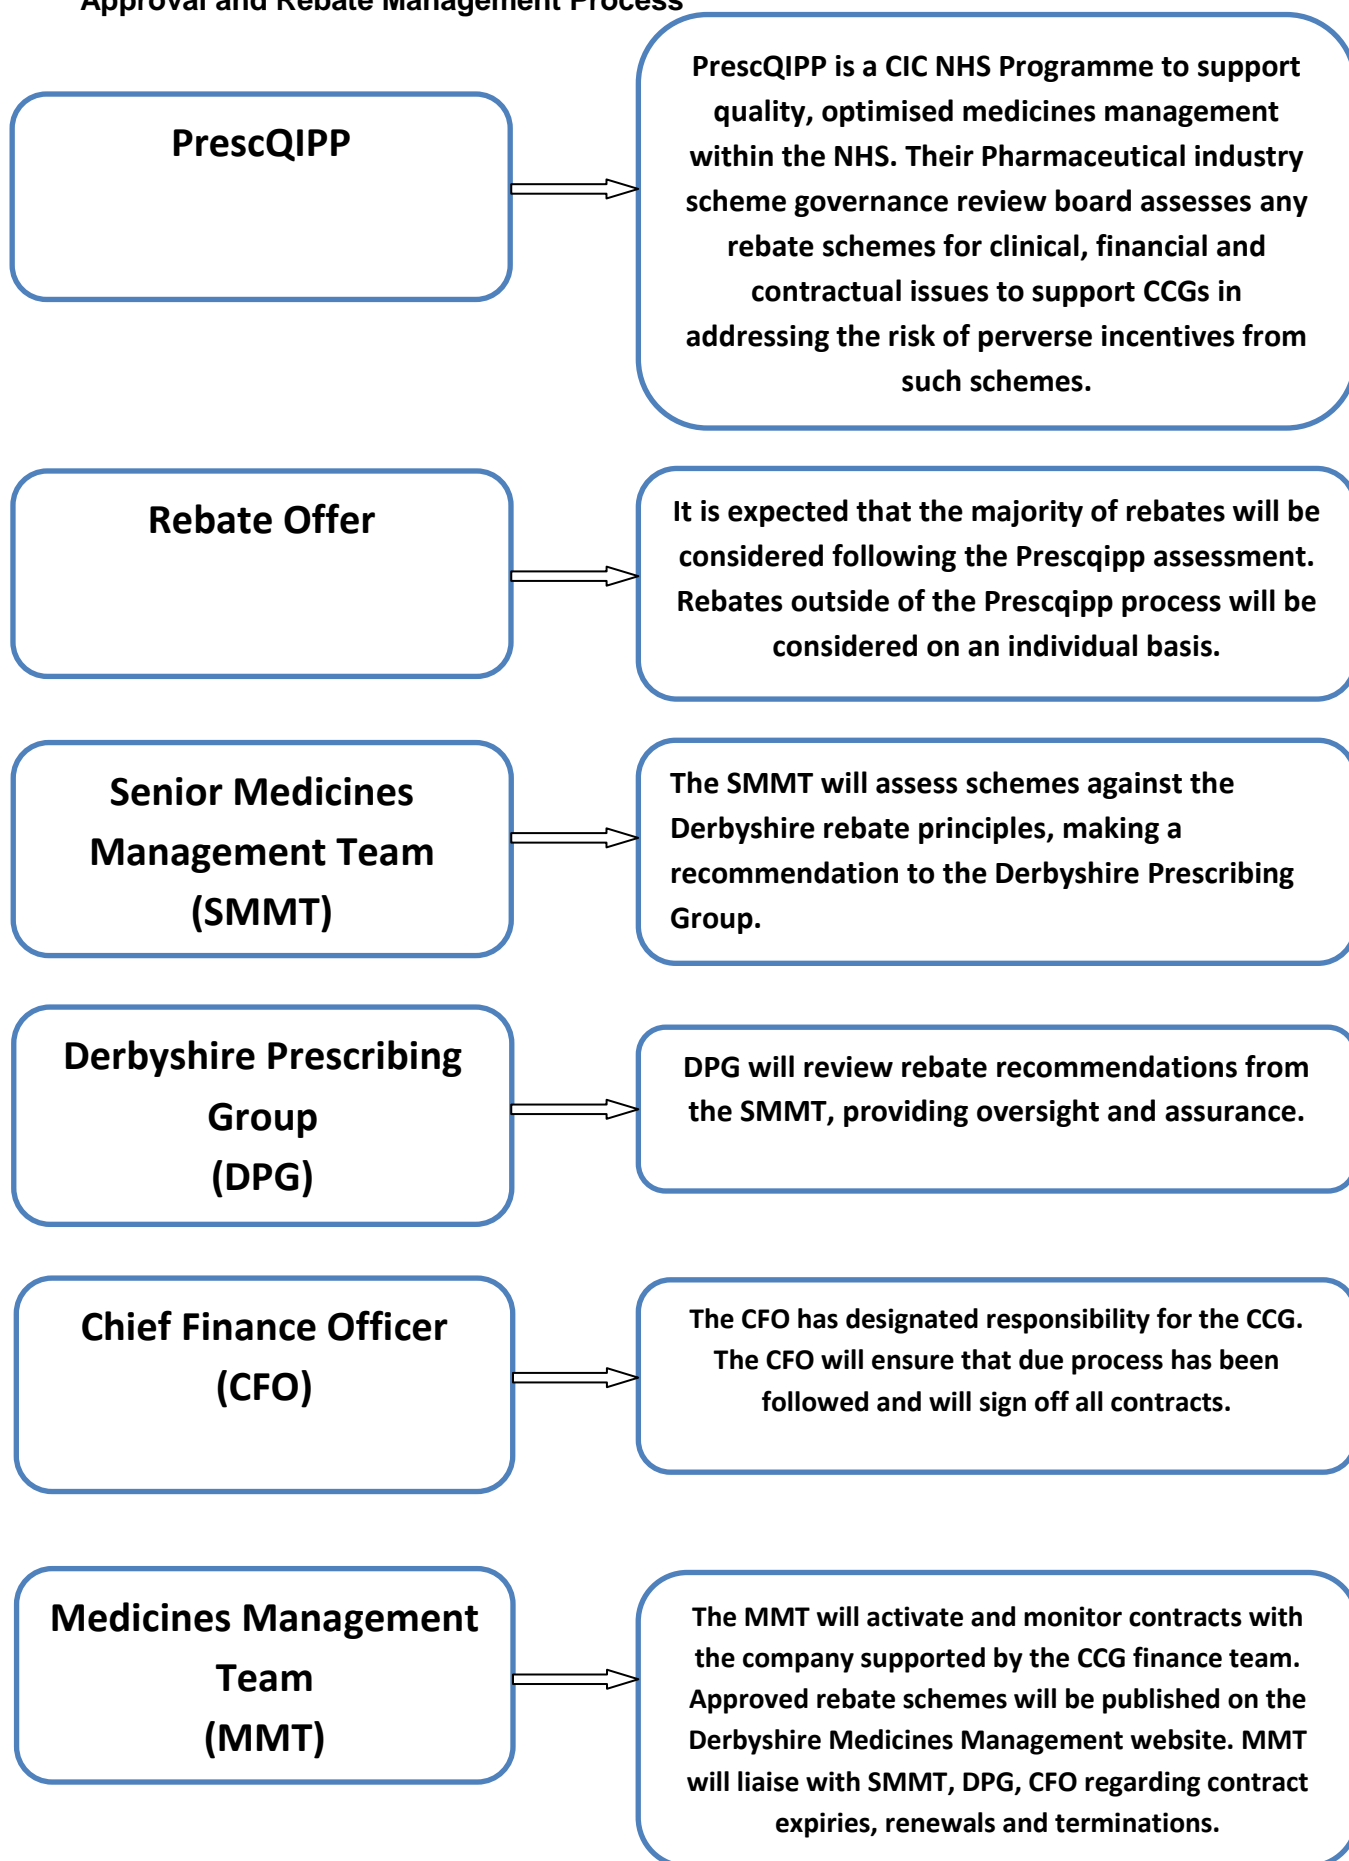 Approval and Rebate Management Process
PrescQIPP
PrescQIPP is a CIC NHS Programme to support
quality, optimised medicines management
within the NHS. Their Pharmaceutical industry
scheme governance review board assesses any
rebate schemes for clinical, financial and
contractual issues to support CCGs in
addressing the risk of perverse incentives from
such schemes.
Rebate Offer
It is expected that the majority of rebates will be
considered following the Prescqipp assessment.
Rebates outside of the Prescqipp process will be
considered on an individual basis.
Senior Medicines
Management Team
(SMMT)
The SMMT will assess schemes against the
Derbyshire rebate principles, making a
recommendation to the Derbyshire Prescribing
Group.
Derbyshire Prescribing
Group
(DPG)
DPG will review rebate recommendations from
the SMMT, providing oversight and assurance.
Chief Finance Officer
(CFO)
The CFO has designated responsibility for the CCG.
The CFO will ensure that due process has been
followed and will sign off all contracts.
Medicines Management
Team
(MMT)
The MMT will activate and monitor contracts with
the company supported by the CCG finance team.
Approved rebate schemes will be published on the
Derbyshire Medicines Management website. MMT
will liaise with SMMT, DPG, CFO regarding contract
expiries, renewals and terminations.